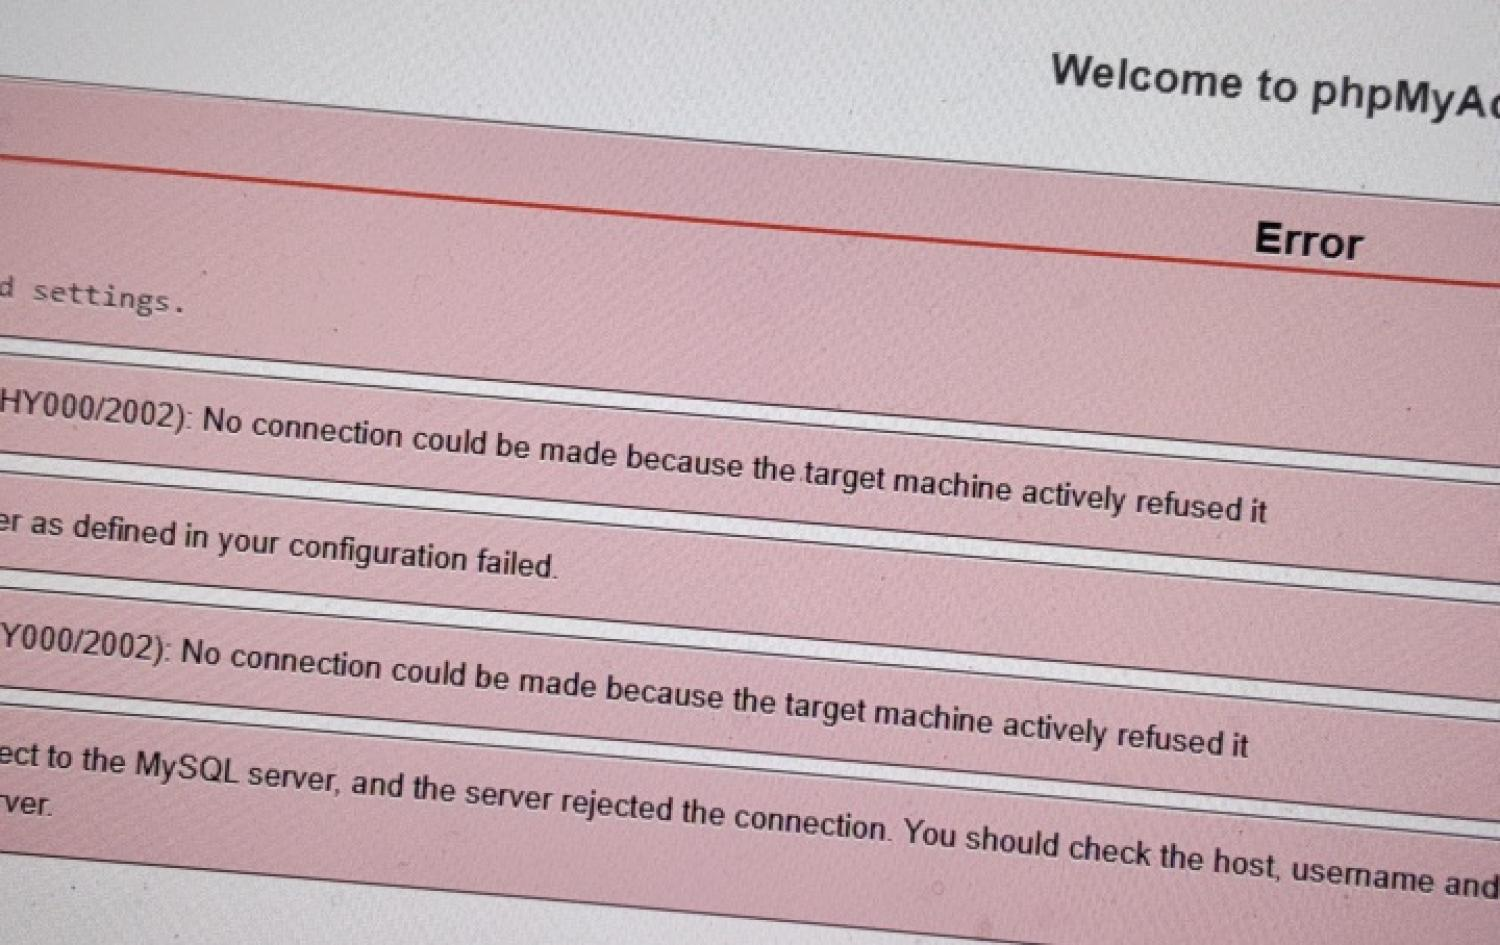 Welcome to phpMyAd
Error
d settings.
HY000/2002): No connection could be made because the target machine actively refused it
er as defined in your configuration failed.
Y000/2002): No connection could be made because the target machine actively refused it
ect to the MySQL server, and the server rejected the connection. You should check the host, username and
rver.